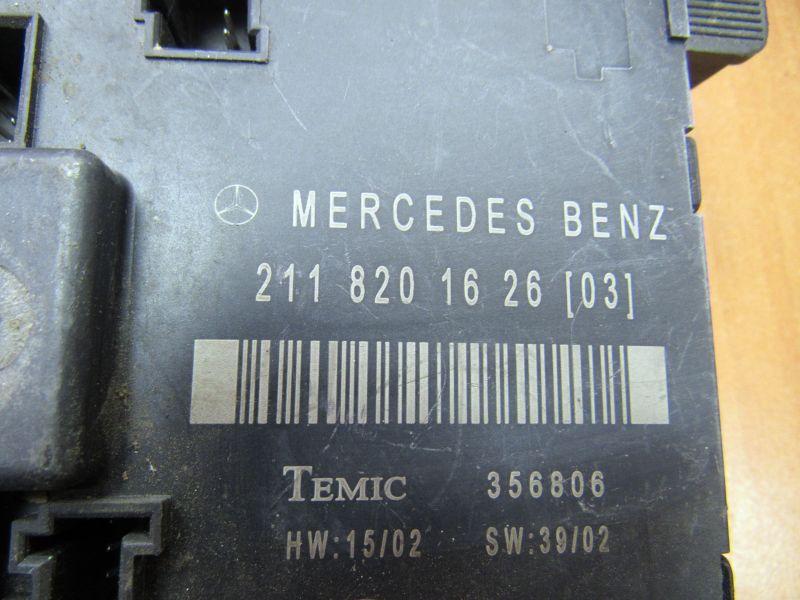 MERCEDES BENZ
211 820 16 26 [03]
TEMIC 356806
HW:15/02 SW:39/02